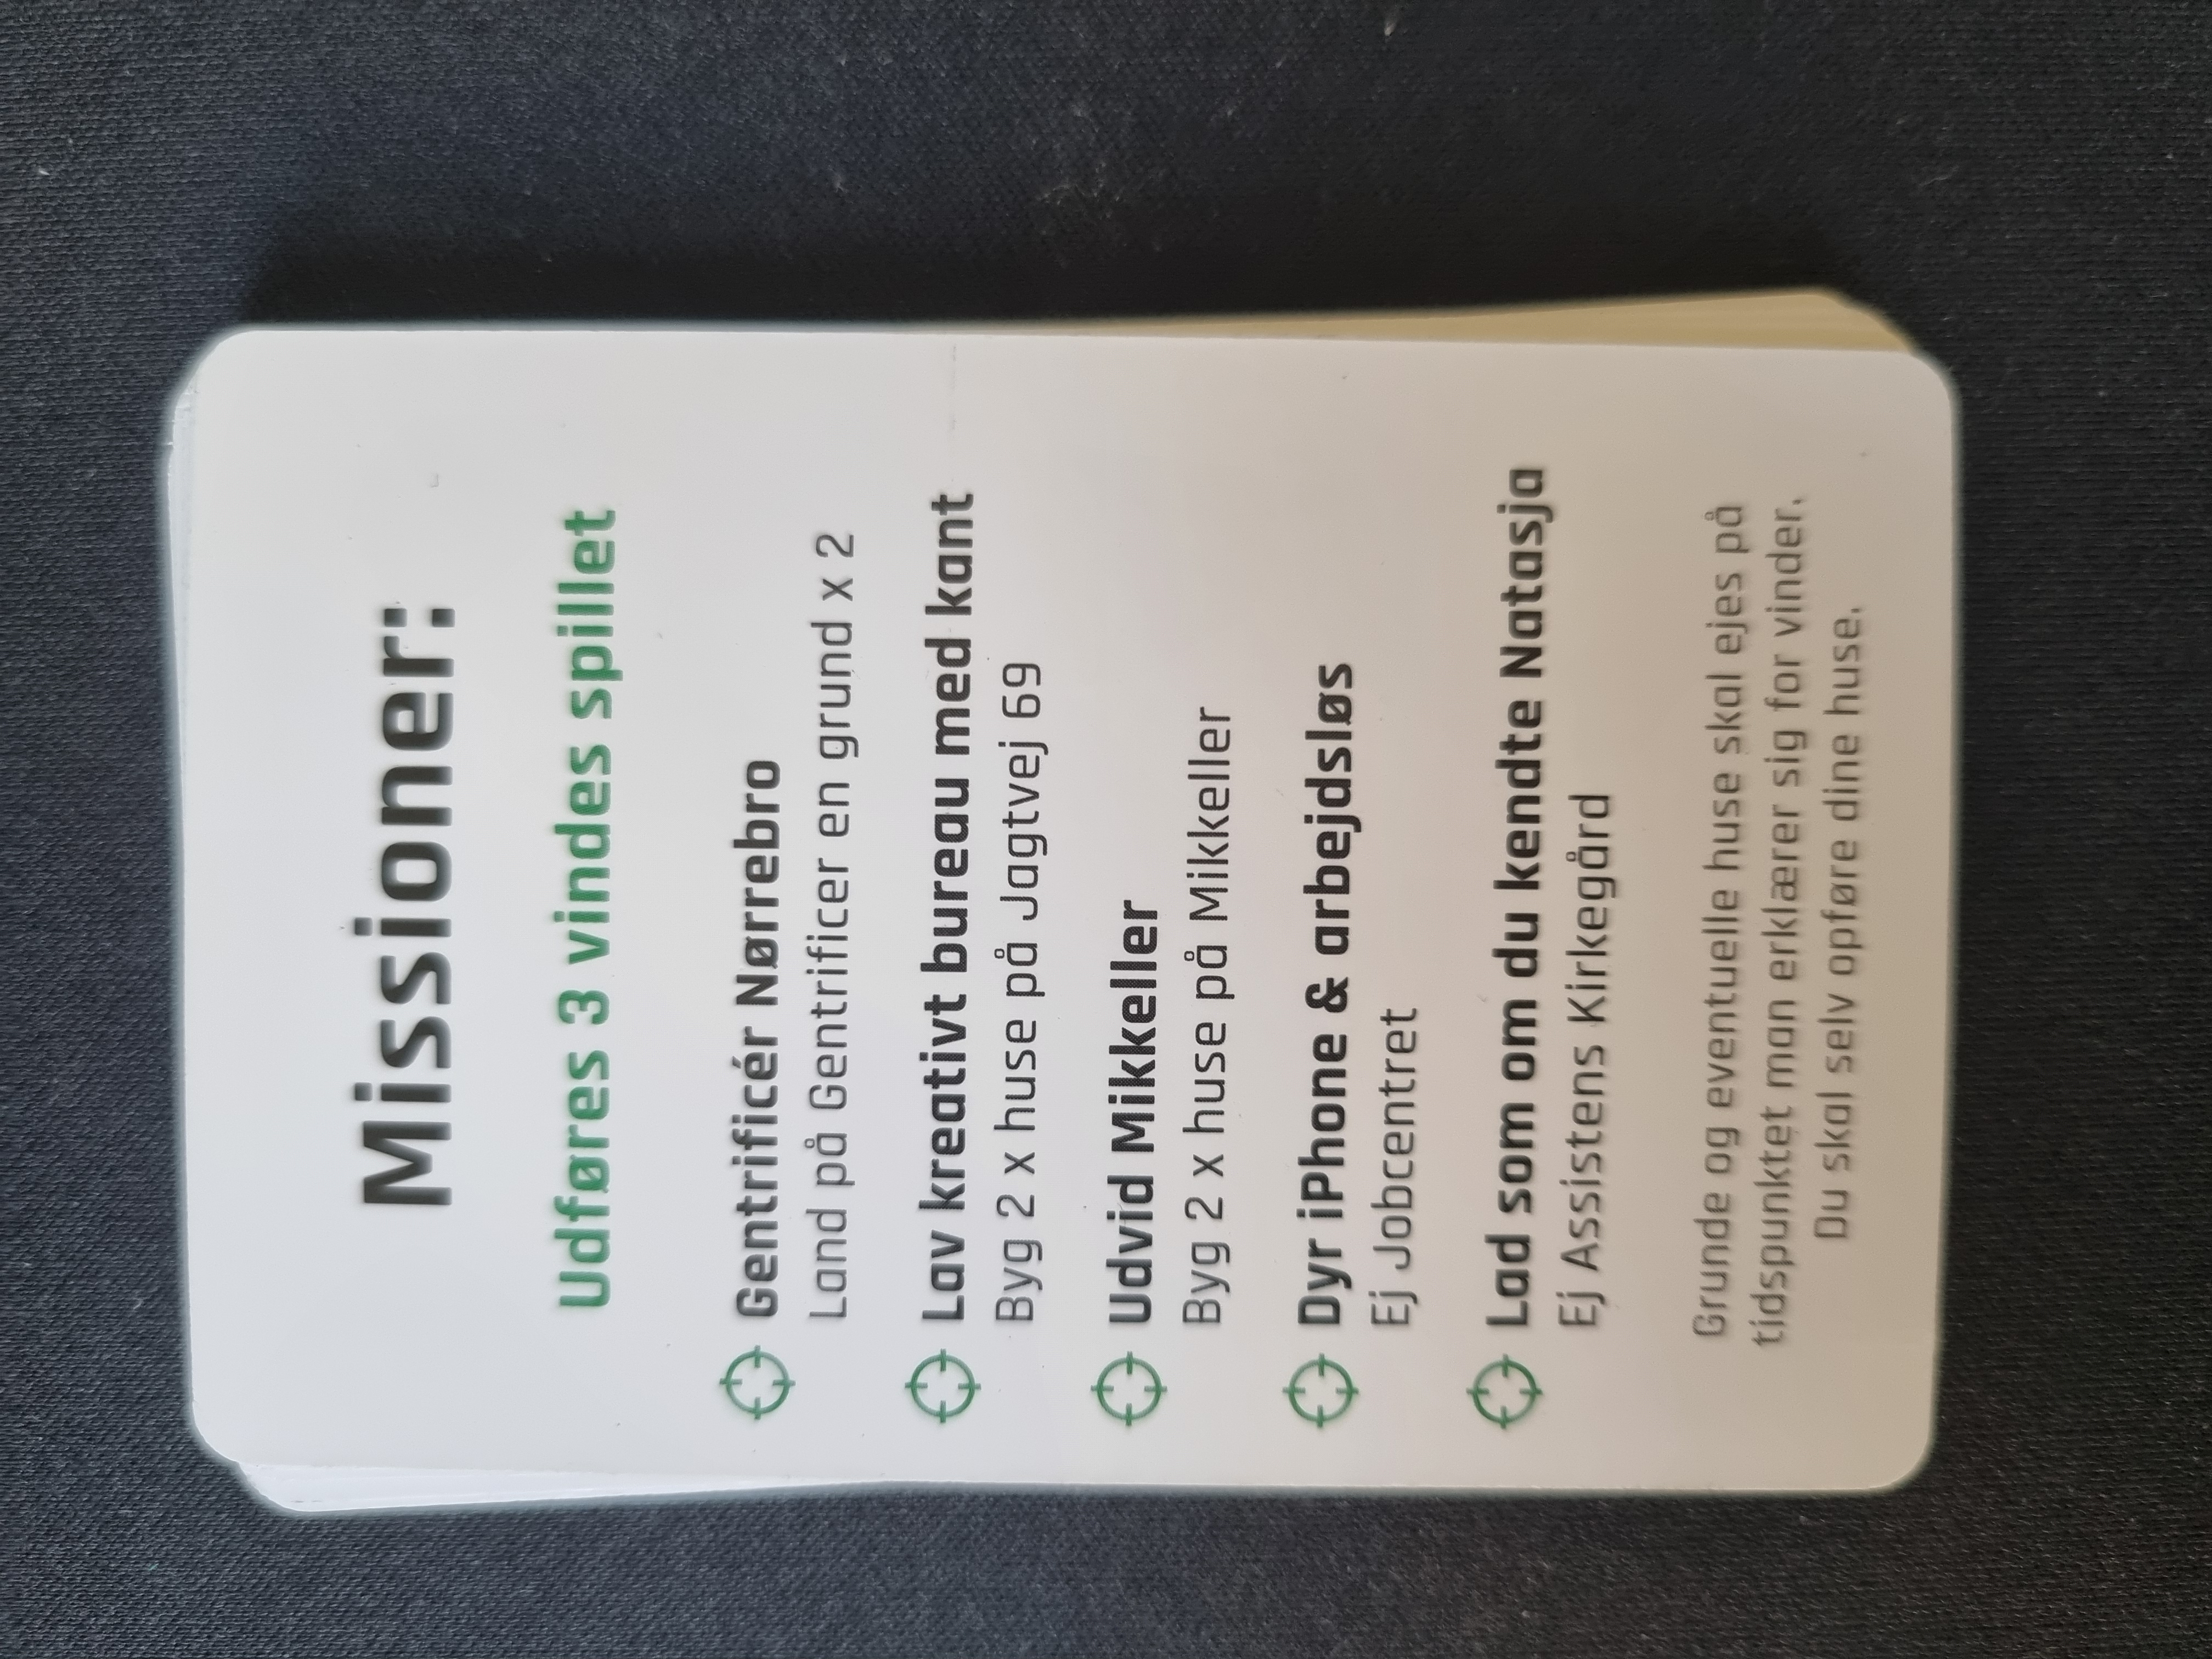 Missioner:
Udføres 3 vindes spillet
Gentrificér Nørrebro
Land på Gentrificer en grund x 2
Lav kreativt bureau med kant
Byg 2 x huse på Jagtvej 69
Udvid Mikkeller
Byg 2 x huse på Mikkeller
Dyr iPhone & arbejdsløs
Ej Jobcentret
Lad som om du kendte Natasja
Ej Assistens Kirkegård
Grunde og eventuelle huse skal ejes på
tidspunktet man erklærer sig for vinder.
Du skal selv opføre dine huse.